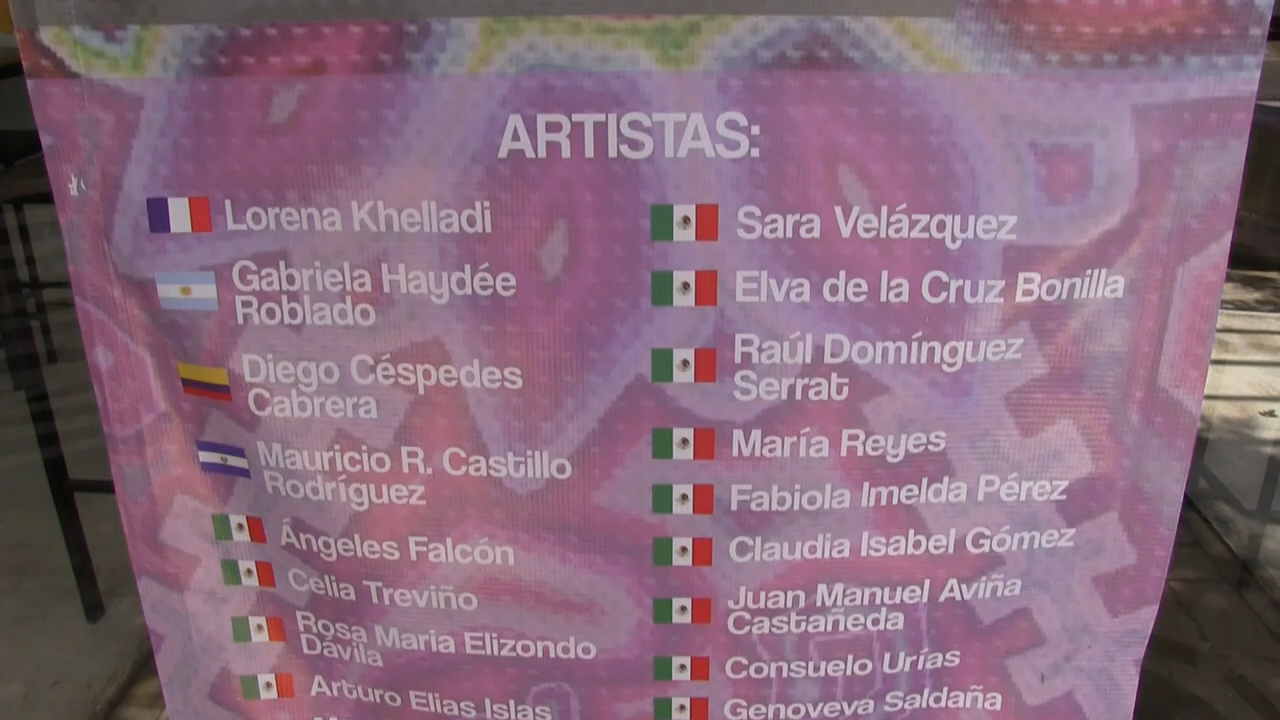 ARTISTAS:
Lorena Khelladi
Gabriela Haydée
Roblado
Diego Céspedes
Cabrera
Mauricio R. Castillo
Rodríguez
Ángeles Falcón
Celia Treviño
Rosa Maria Elizondo
Dávila
Arturo Elias Islas
Sara Velázquez
Elva de la Cruz Bonilla
Raúl Domínguez
Serrat
María Reyes
Fabiola Imelda Pérez
Claudia Isabel Gómez
Juan Manuel Aviña
Castañeda
Consuelo Urías
Genoveva Saldaña